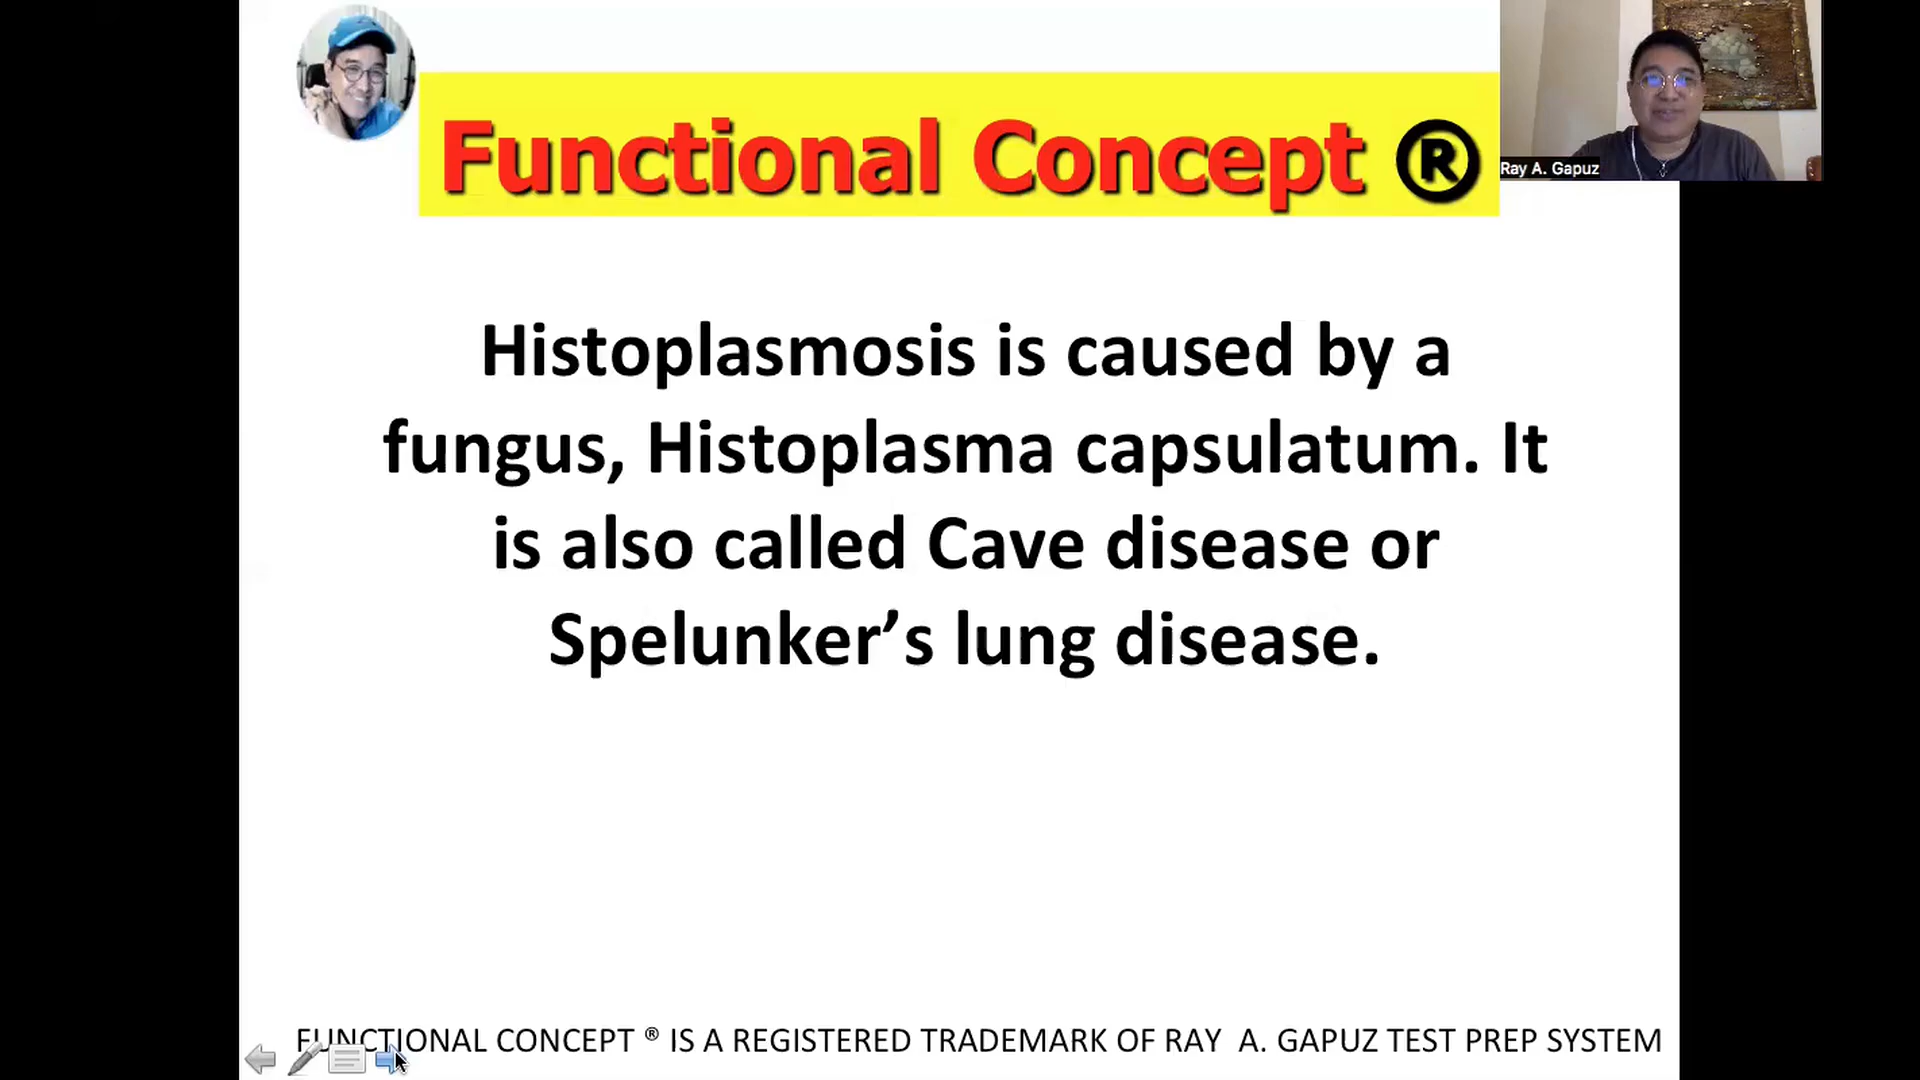 Functional Concept ®
Ray A. Gapuz
Histoplasmosis is caused by a
fungus, Histoplasma capsulatum. It
is also called Cave disease or
Spelunker’s lung disease.
FUNCTIONAL CONCEPT ® IS A REGISTERED TRADEMARK OF RAY A. GAPUZ TEST PREP SYSTEM